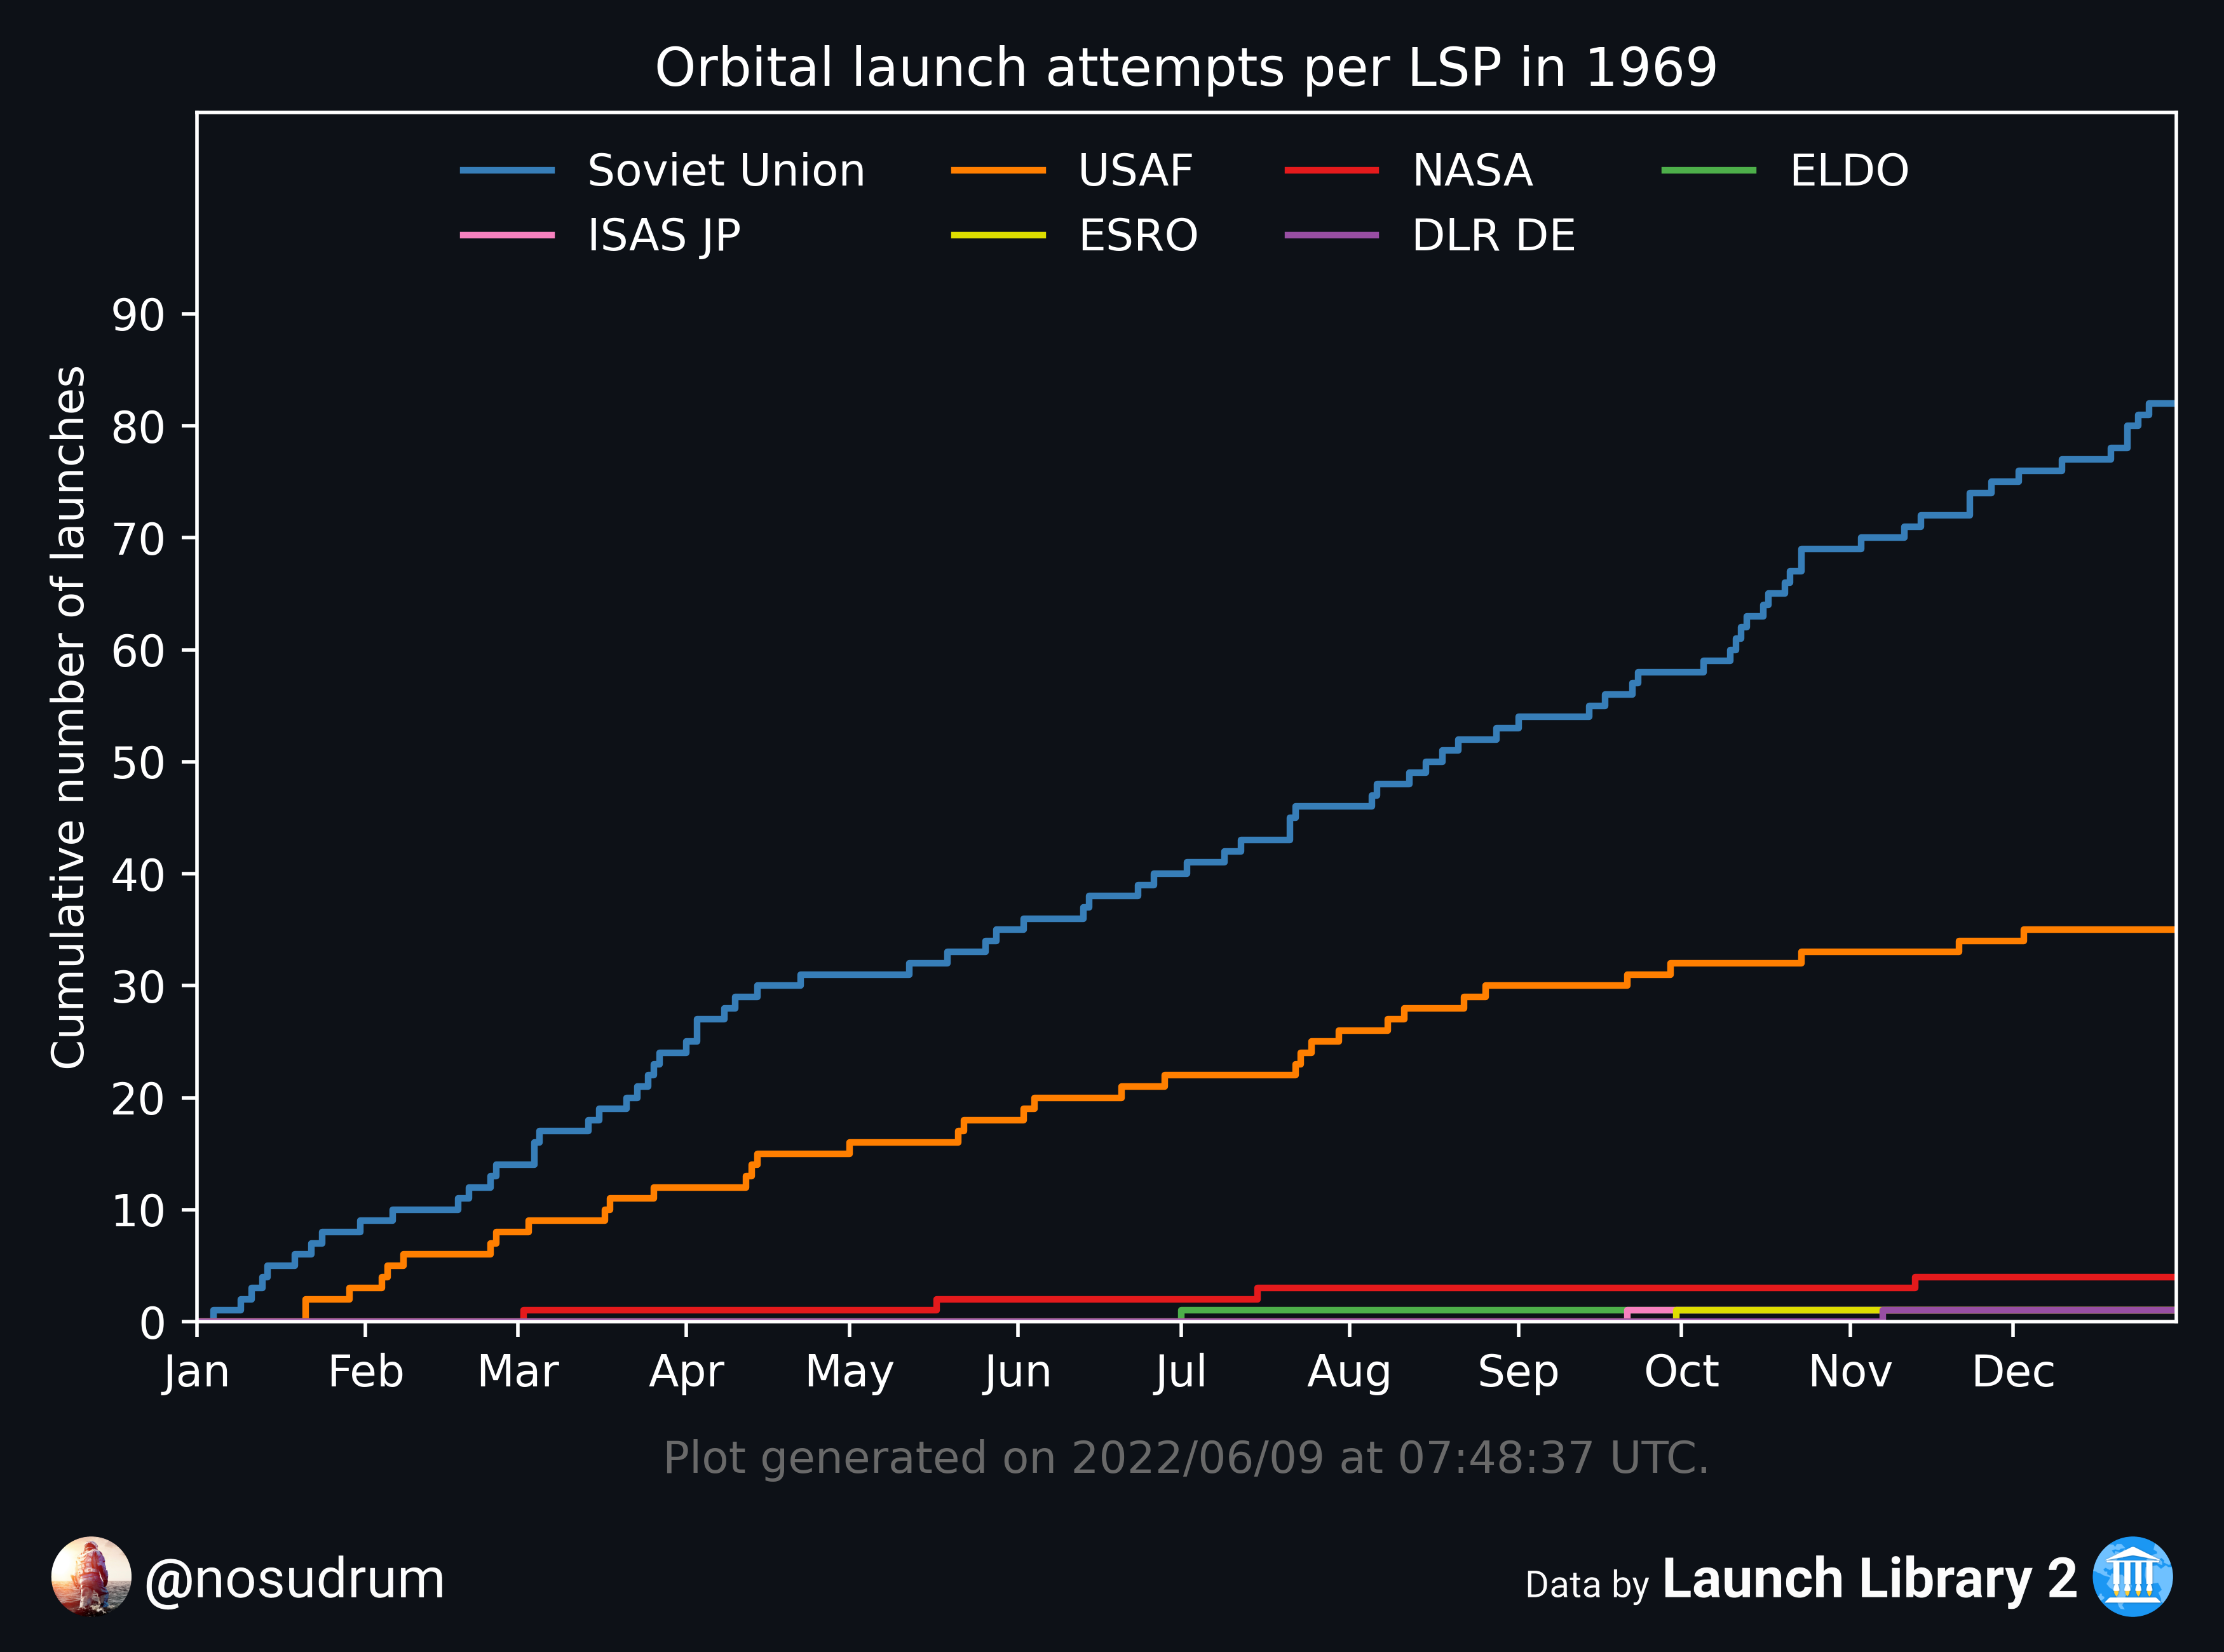 Orbital launch attempts per LSP in 1969
Soviet Union USAF NASA ELDO
ISAS JP ESRO DLR DE
Cumulative number of launches
90
80
70
60
50
40
30
20
10
0
Jan Feb Mar Apr May Jun Jul Aug Sep Oct Nov Dec
Plot generated on 2022/06/09 at 07:48:37 UTC.
@nosudrum
Data by Launch Library 2